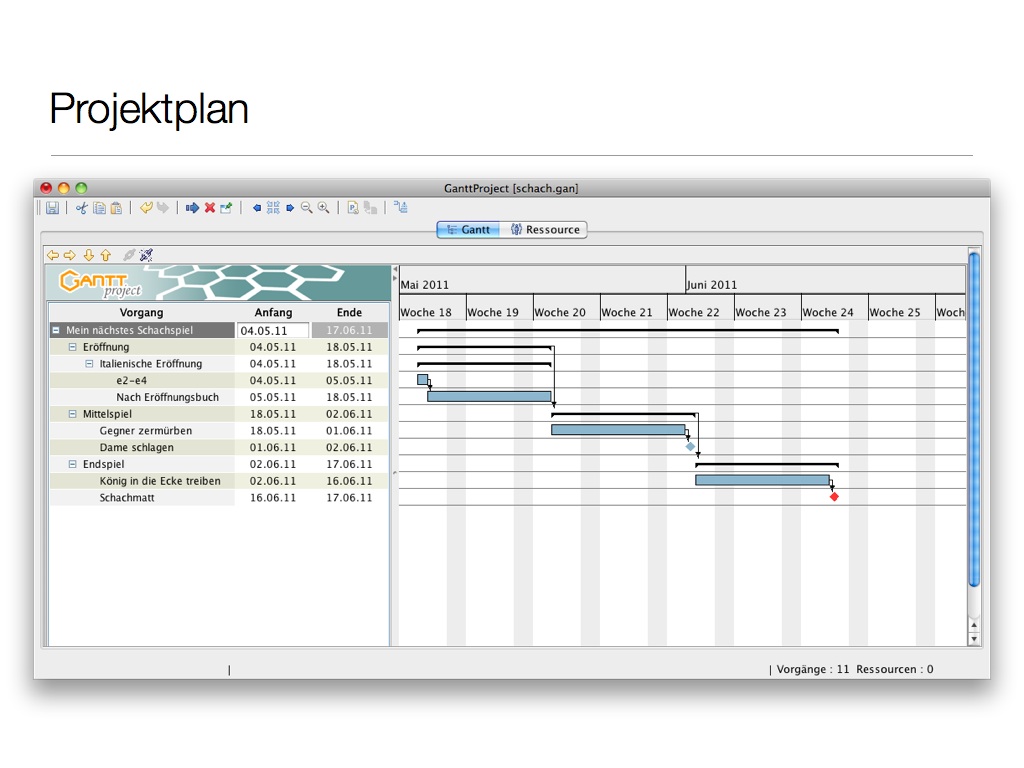 Projektplan
GanttProject [schach.gan]
Gantt Ressource
GANTT
project
Mai 2011 Juni 2011
Vorgang Anfang Ende Woche 18 Woche 19 Woche 20 Woche 21 Woche 22 Woche 23 Woche 24 Woche 25 Woch
Mein nächstes Schachspiel 04.05.11 17.06.11
Eröffnung 04.05.11 18.05.11
Italienische Eröffnung 04.05.11 18.05.11
e2-e4 04.05.11 05.05.11
Nach Eröffnungsbuch 05.05.11 18.05.11
Mittelspiel 18.05.11 02.06.11
Gegner zermürben 18.05.11 01.06.11
Dame schlagen 01.06.11 02.06.11
Endspiel 02.06.11 17.06.11
König in die Ecke treiben 02.06.11 16.06.11
Schachmatt 16.06.11 17.06.11
| | Vorgänge : 11 Ressourcen : 0